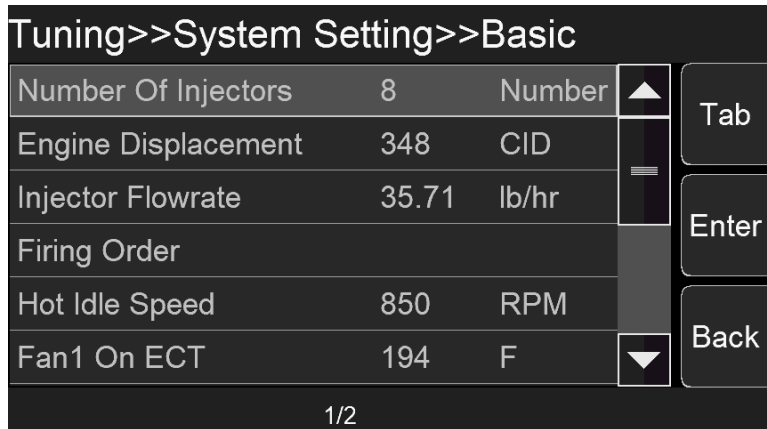 Tuning>>System Setting>>Basic
Number Of Injectors 8 Number
Engine Displacement 348 CID
Injector Flowrate 35.71 lb/hr
Firing Order
Hot Idle Speed 850 RPM
Fan1 On ECT 194 F
Tab
Enter
Back
1/2